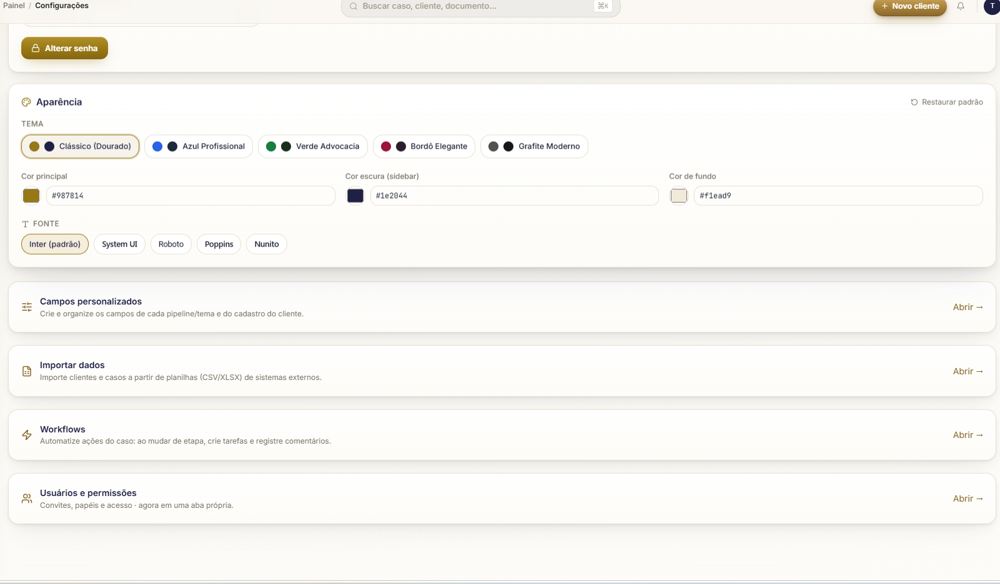 Painel / Configurações
Buscar caso, cliente, documento...
⌘K
+ Novo cliente
T
Alterar senha
Aparência
Restaurar padrão
TEMA
Clássico (Dourado)
Azul Profissional
Verde Advocacia
Bordô Elegante
Grafite Moderno
Cor principal
Cor escura (sidebar)
Cor de fundo
#987814
#1e2044
#f1ead9
FONTE
Inter (padrão)
System UI
Roboto
Poppins
Nunito
Campos personalizados
Crie e organize os campos de cada pipeline/tema e do cadastro do cliente.
Abrir →
Importar dados
Importe clientes e casos a partir de planilhas (CSV/XLSX) de sistemas externos.
Abrir →
Workflows
Automatize ações do caso: ao mudar de etapa, crie tarefas e registre comentários.
Abrir →
Usuários e permissões
Convites, papéis e acesso · agora em uma aba própria.
Abrir →